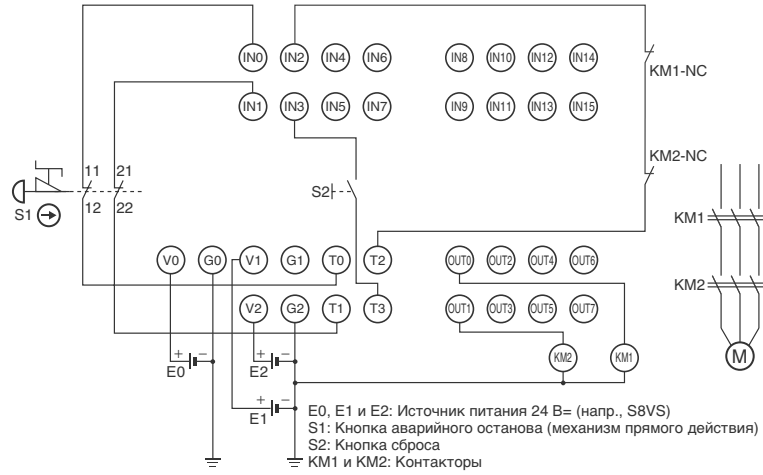 IN0 IN2 IN4 IN6 IN8 IN10 IN12 IN14
KM1-NC
IN1 IN3 IN5 IN7 IN9 IN11 IN13 IN15
KM2-NC
11 21
S2
12 22
S1
KM1
V0 G0 V1 G1 T0 T2 OUT0 OUT2 OUT4 OUT6
KM2
V2 G2 T1 T3 OUT1 OUT3 OUT5 OUT7
KM2 KM1 M
+ − + −
E0 E2
+ −
E1
E0, E1 и E2: Источник питания 24 В= (напр., S8VS)
S1: Кнопка аварийного останова (механизм прямого действия)
S2: Кнопка сброса
KM1 и KM2: Контакторы